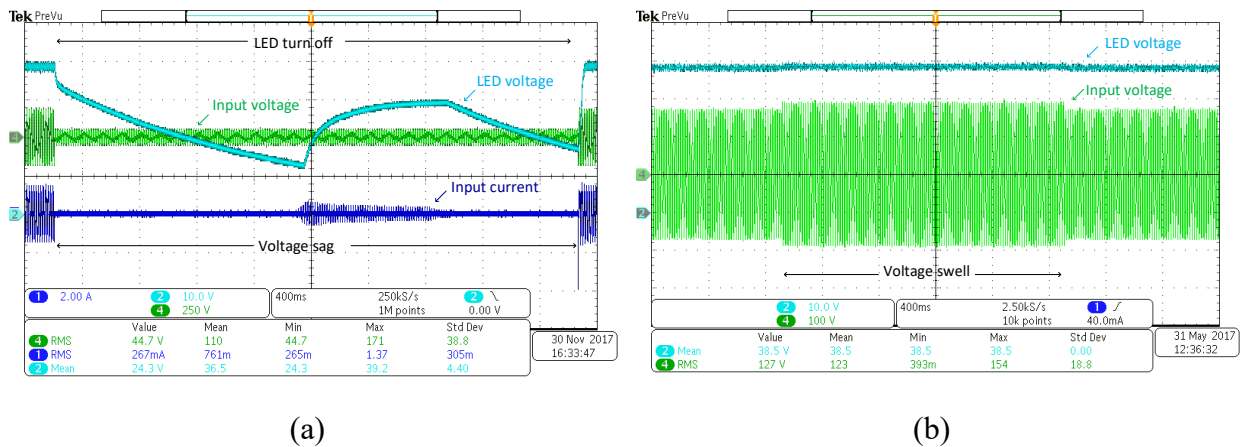 Tek PreVu
T
LED turn off
LED voltage
Input voltage
4
Input current
2
Voltage sag
1 2.00 A 2 10.0 V 400ms 250kS/s 2 ∫
4 250 V 1M points 0.00 V
Value Mean Min Max Std Dev
4 RMS 44.7 V 110 44.7 171 38.8
1 RMS 267mA 761m 265m 1.37 305m
2 Mean 24.3 V 36.5 24.3 39.2 4.40
30 Nov 2017
16:33:47
(a)
Tek PreVu
T
LED voltage
Input voltage
4
2
Voltage swell
2 10.0 V 400ms 2.50kS/s 1 ∫
4 100 V 10k points 40.0mA
Value Mean Min Max Std Dev
2 Mean 38.5 V 38.5 38.5 38.5 0.00
4 RMS 127 V 123 393m 154 18.8
31 May 2017
12:36:32
(b)